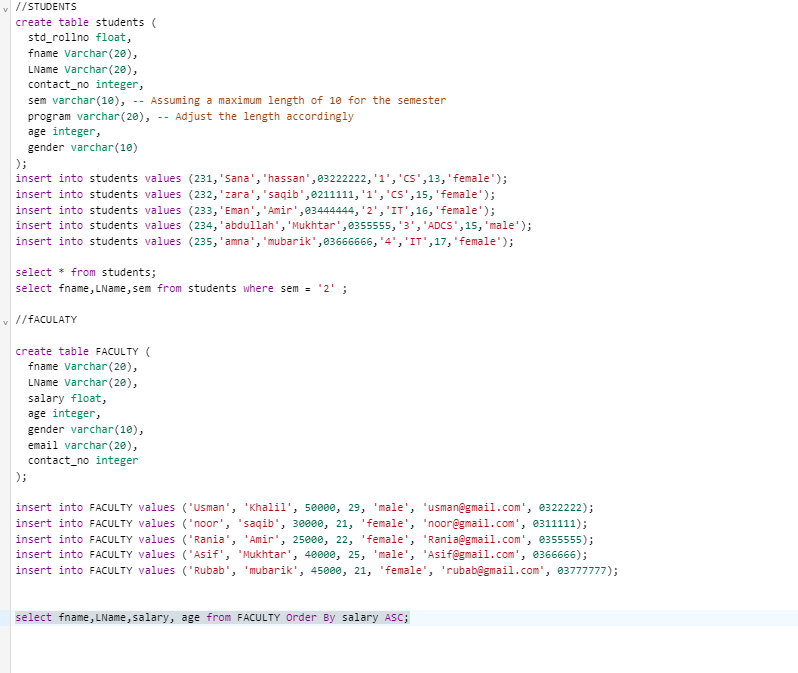 //STUDENTS
create table students (
std_rollno float,
fname Varchar(20),
LName Varchar(20),
contact_no integer,
sem varchar(10), -- Assuming a maximum length of 10 for the semester
program varchar(20), -- Adjust the length accordingly
age integer,
gender varchar(10)
);
insert into students values (231,'Sana','hassan',03222222,'1','CS',13,'female');
insert into students values (232,'zara','saqib',0211111,'1','CS',15,'female');
insert into students values (233,'Eman','Amir',03444444,'2','IT',16,'female');
insert into students values (234,'abdullah','Mukhtar',0355555,'3','ADCS',15,'male');
insert into students values (235,'amna','mubarik',03666666,'4','IT',17,'female');
select * from students;
select fname,LName,sem from students where sem = '2' ;
//fACULATY
create table FACULTY (
fname Varchar(20),
LName Varchar(20),
salary float,
age integer,
gender varchar(10),
email varchar(20),
contact_no integer
);
insert into FACULTY values ('Usman', 'Khalil', 50000, 29, 'male', 'usman@gmail.com', 0322222);
insert into FACULTY values ('noor', 'saqib', 30000, 21, 'female', 'noor@gmail.com', 0311111);
insert into FACULTY values ('Rania', 'Amir', 25000, 22, 'female', 'Rania@gmail.com', 0355555);
insert into FACULTY values ('Asif', 'Mukhtar', 40000, 25, 'male', 'Asif@gmail.com', 0366666);
insert into FACULTY values ('Rubab', 'mubarik', 45000, 21, 'female', 'rubab@gmail.com', 03777777);
select fname,LName,salary, age from FACULTY Order By salary ASC;